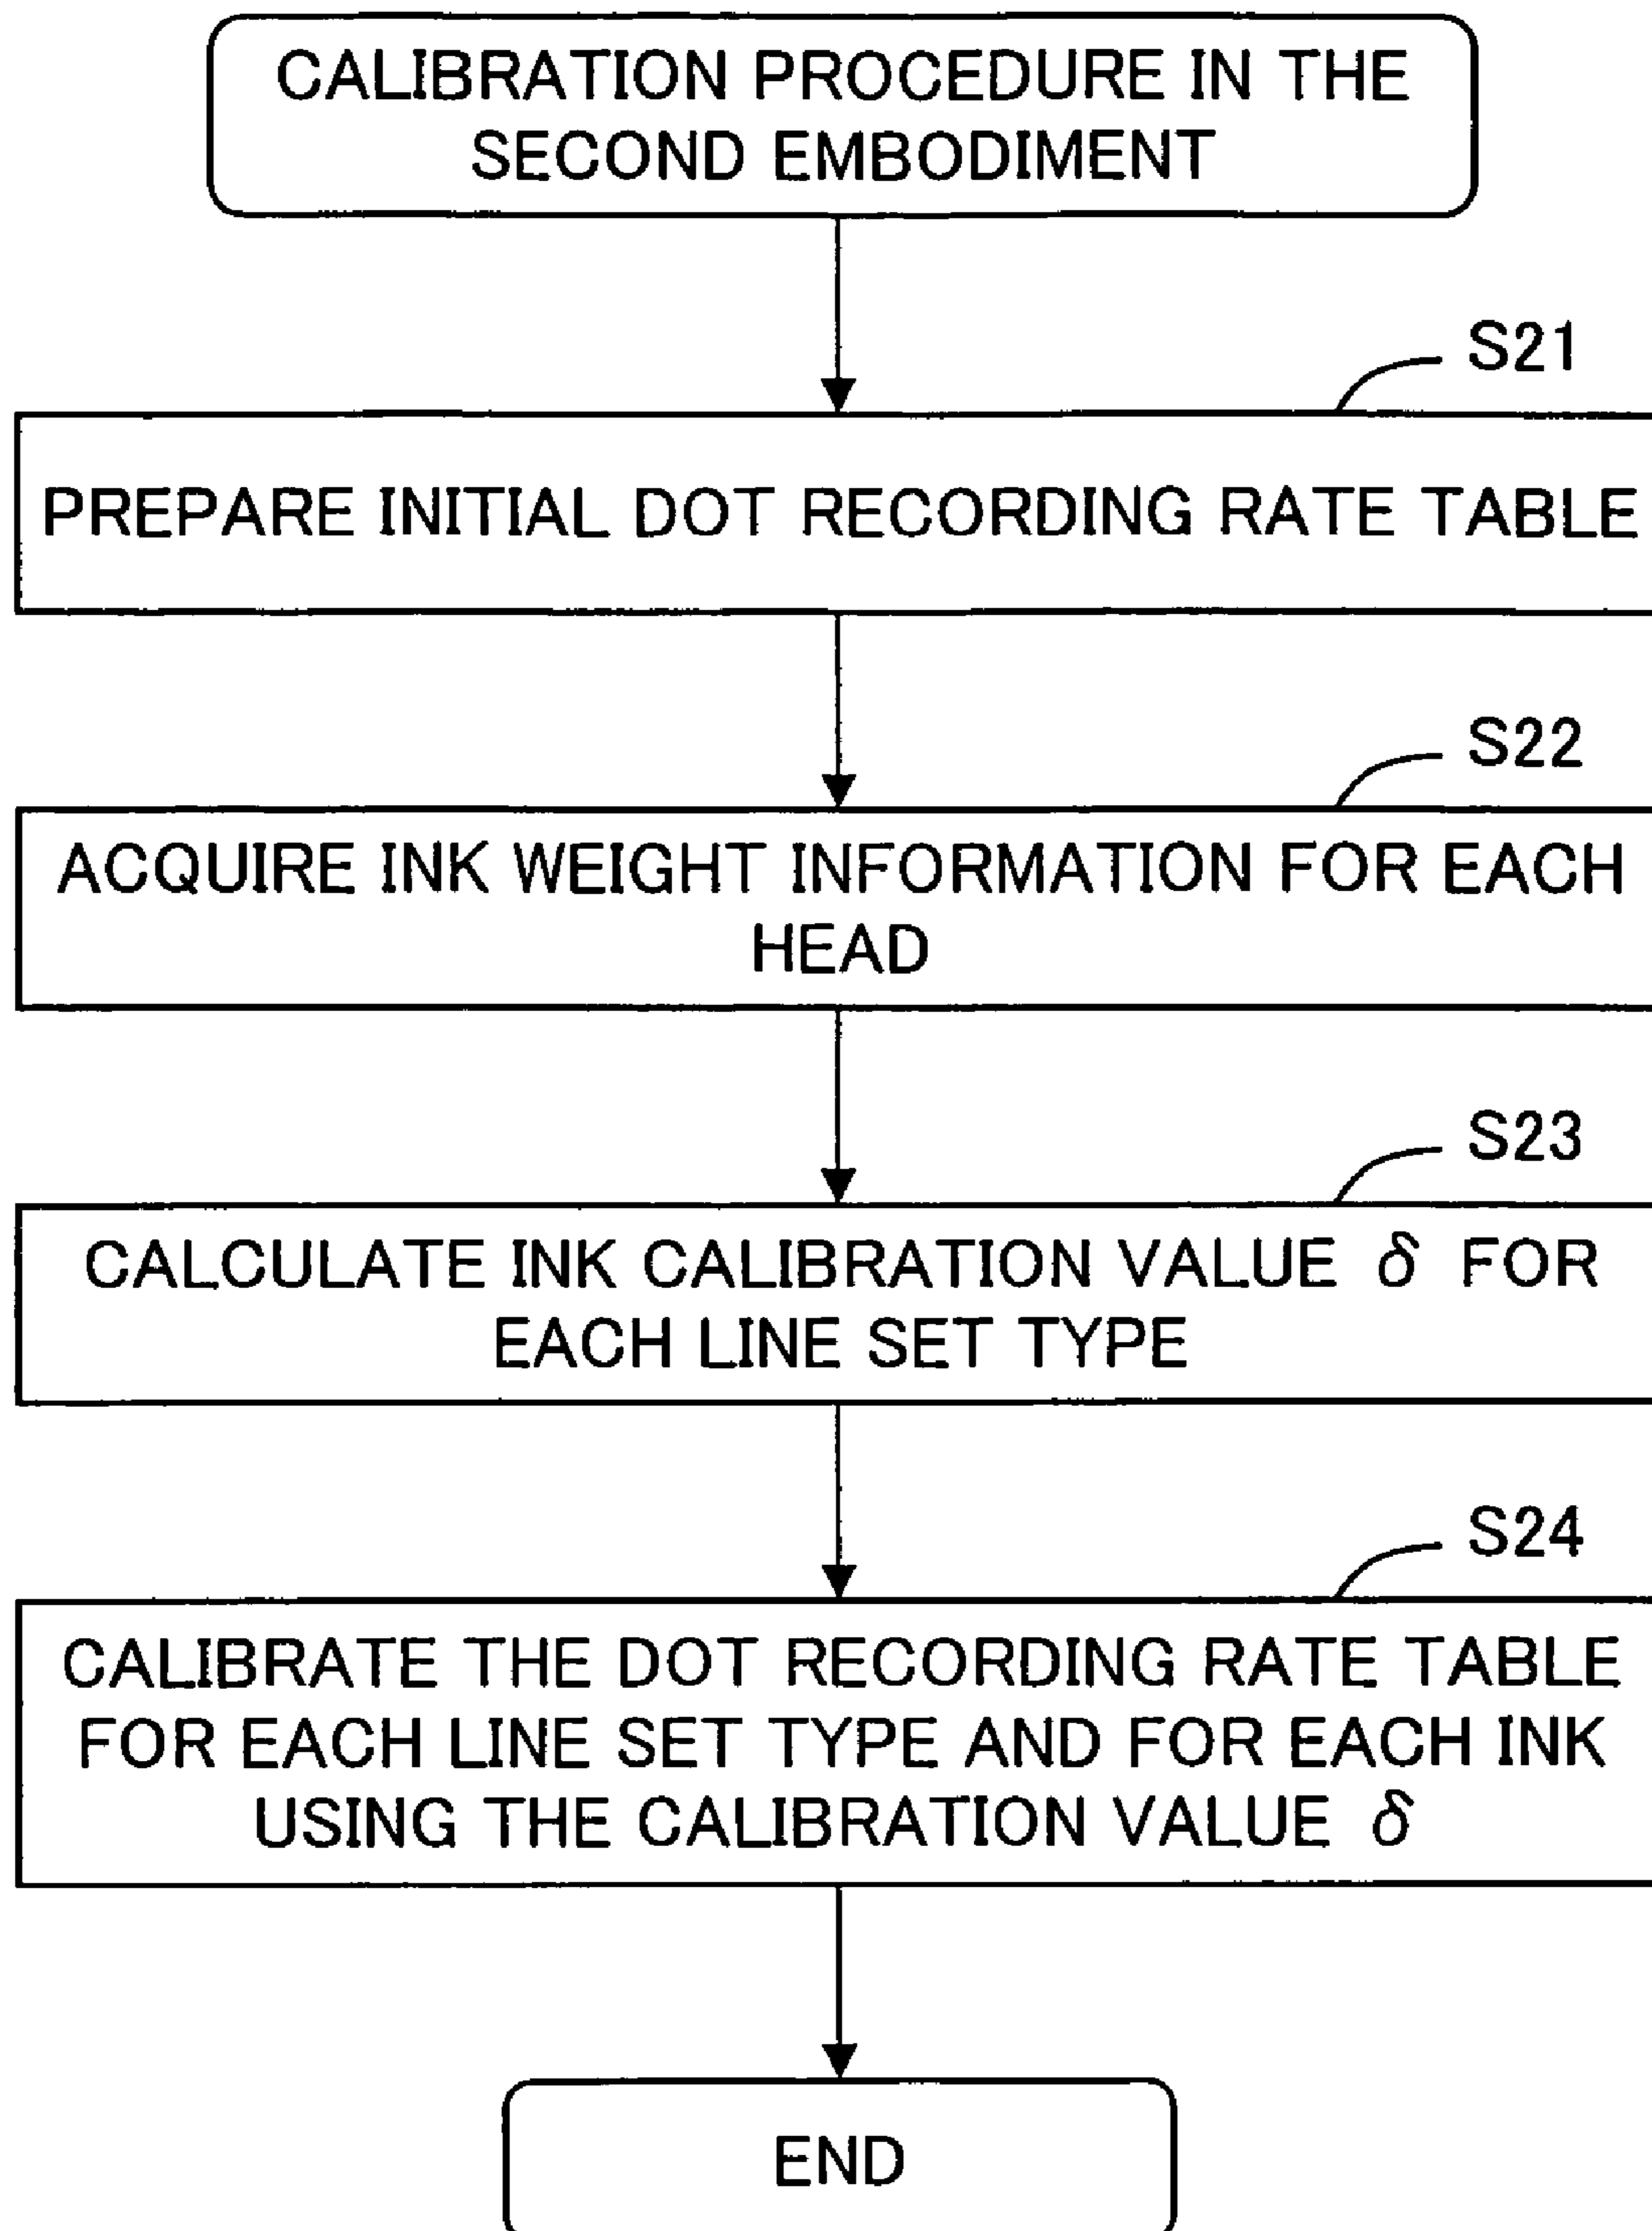 CALIBRATION PROCEDURE IN THE
SECOND EMBODIMENT
S21
PREPARE INITIAL DOT RECORDING RATE TABLE
S22
ACQUIRE INK WEIGHT INFORMATION FOR EACH
HEAD
S23
CALCULATE INK CALIBRATION VALUE δ FOR
EACH LINE SET TYPE
S24
CALIBRATE THE DOT RECORDING RATE TABLE
FOR EACH LINE SET TYPE AND FOR EACH INK
USING THE CALIBRATION VALUE δ
END